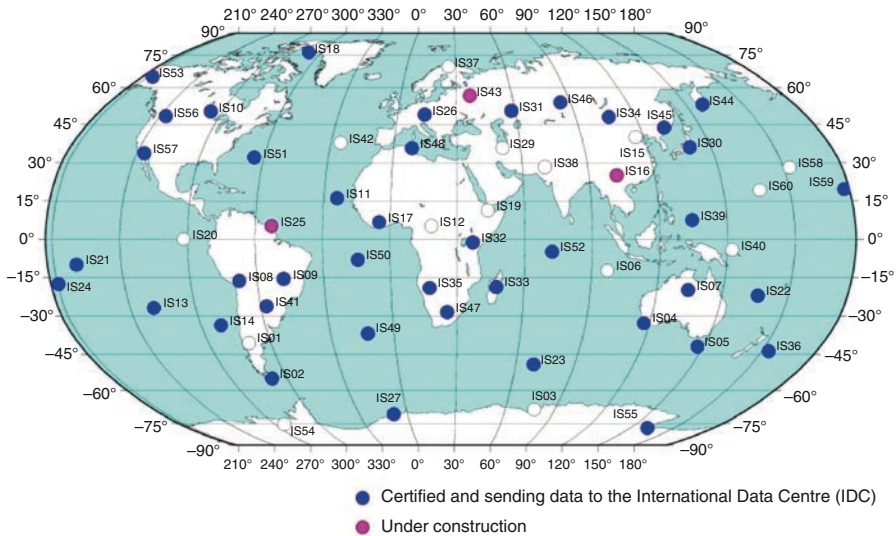 210° 240° 270° 300° 330° 0° 30° 60° 90° 120° 150° 180°
90° 90°
75° IS18 75°
IS53 IS37
60° IS43 60°
IS56 IS10 IS26 IS31 IS46 IS34 IS45 IS44
45° 45°
IS57 IS51 IS42 IS48 IS29 IS15 IS30
30° IS38 IS16 IS58 30°
IS11 IS60 IS59
15° IS17 IS19 IS39 15°
IS25 IS12
0° IS20 IS32 IS40 0°
IS21 IS50 IS52 IS06
–15° IS24 IS08 IS09 IS35 IS33 IS07 –15°
IS13 IS41 IS47 IS22
–30° IS14 IS49 IS04 –30°
IS01 IS05 IS36
–45° IS02 IS23 –45°
–60° IS27 IS03 –60°
IS55
–75° IS54 –75°
–90° –90°
210° 240° 270° 300° 330° 0° 30° 60° 90° 120° 150° 180°
Certified and sending data to the International Data Centre (IDC)
Under construction